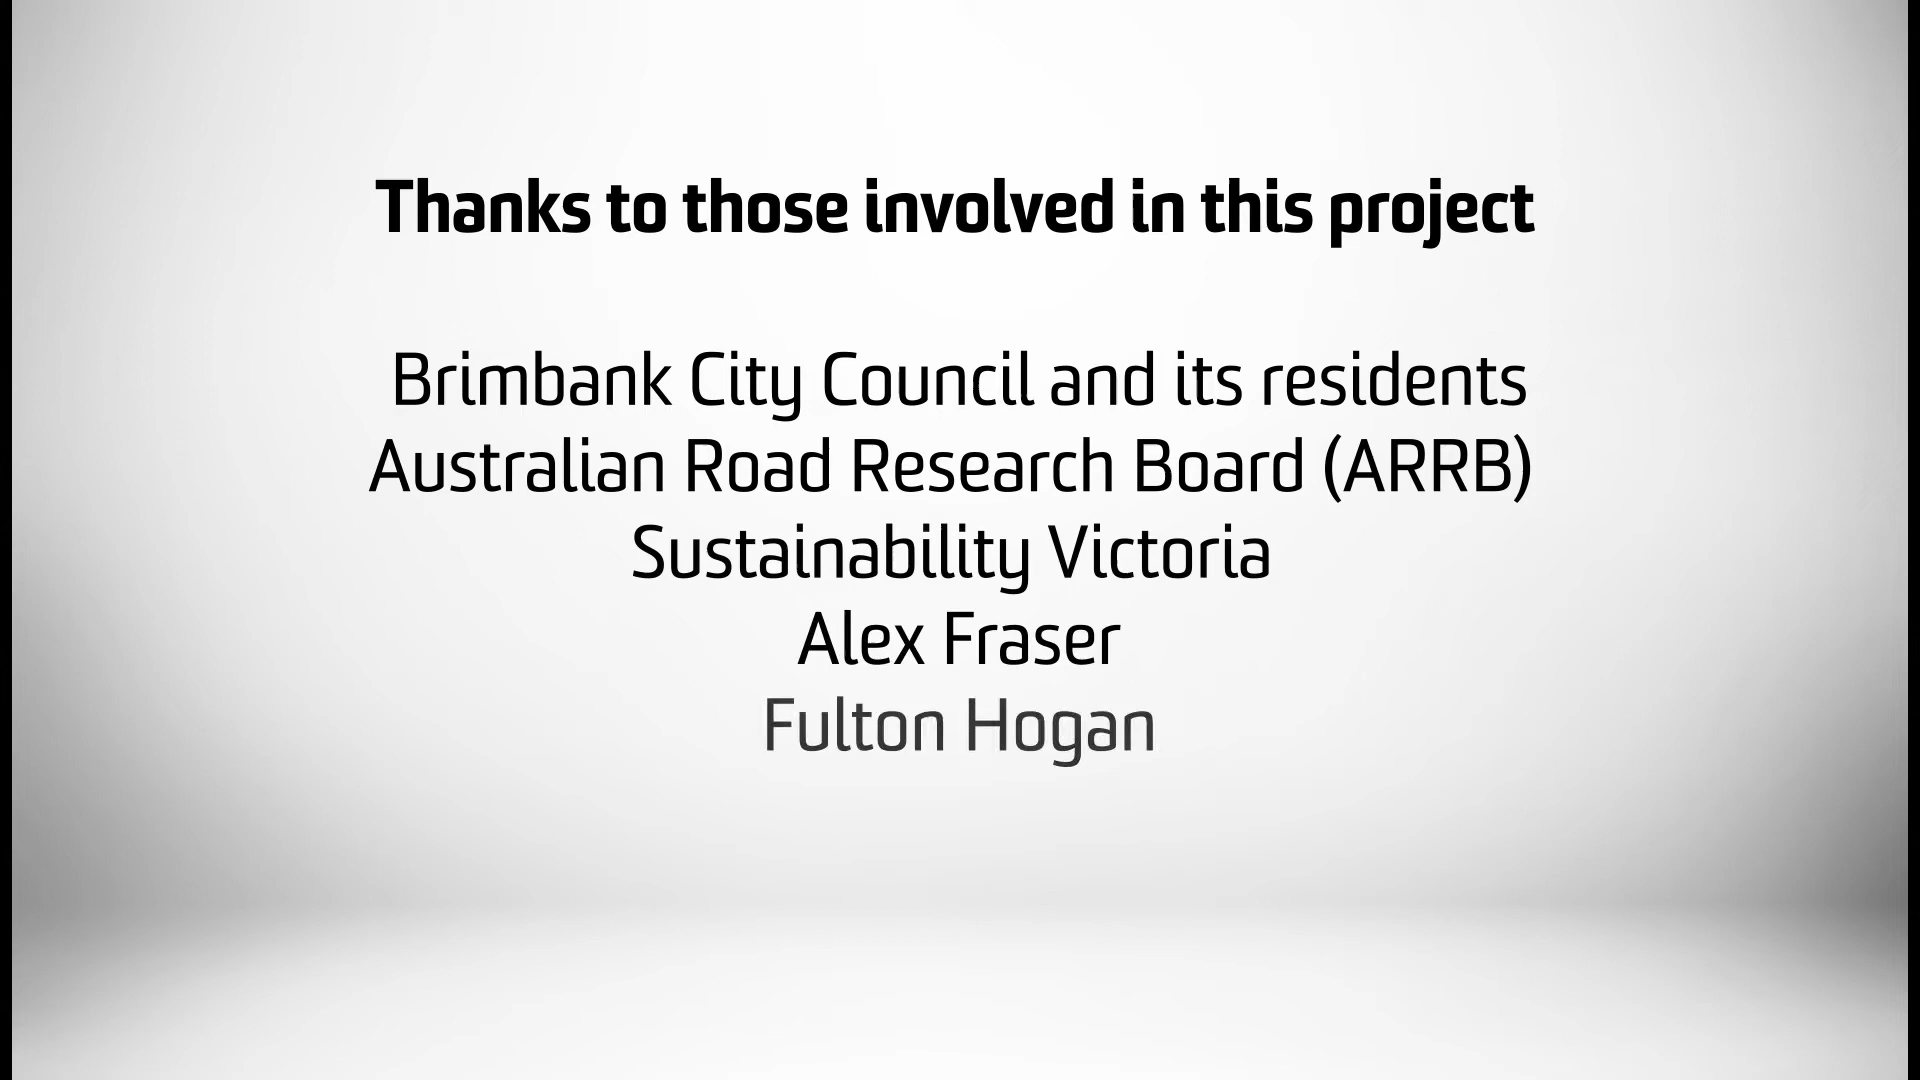 Thanks to those involved in this project
Brimbank City Council and its residents
Australian Road Research Board (ARRB)
Sustainability Victoria
Alex Fraser
Fulton Hogan